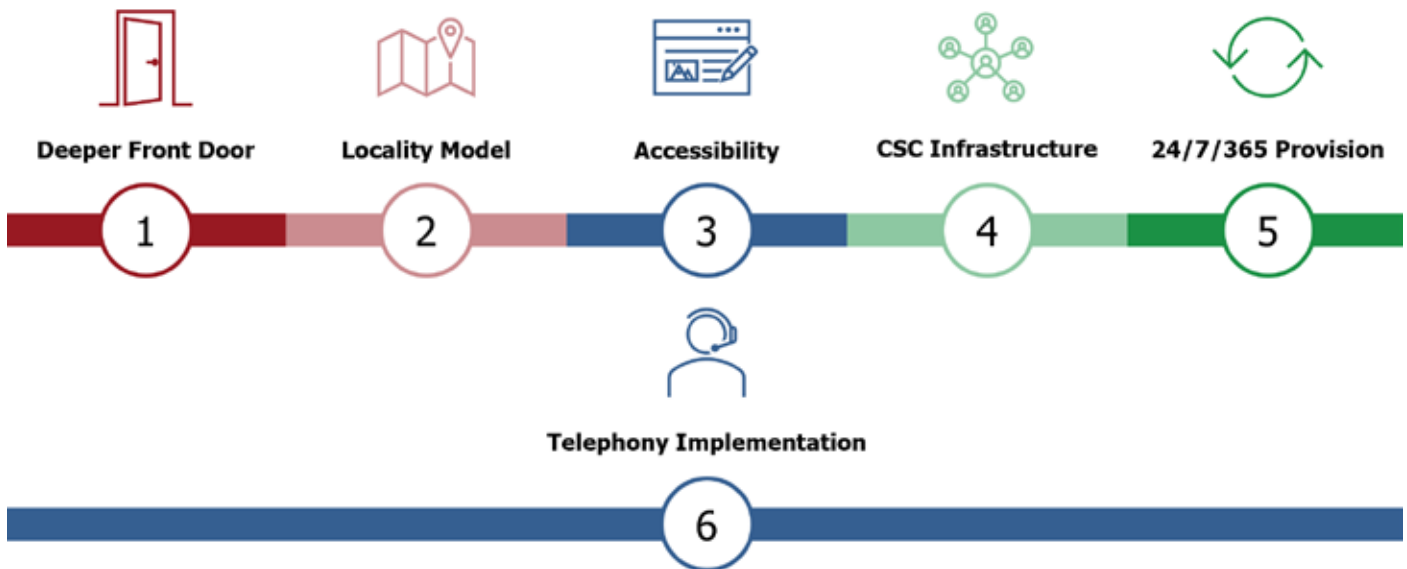 Deeper Front Door
Locality Model
Accessibility
CSC Infrastructure
24/7/365 Provision
1
2
3
4
5
Telephony Implementation
6